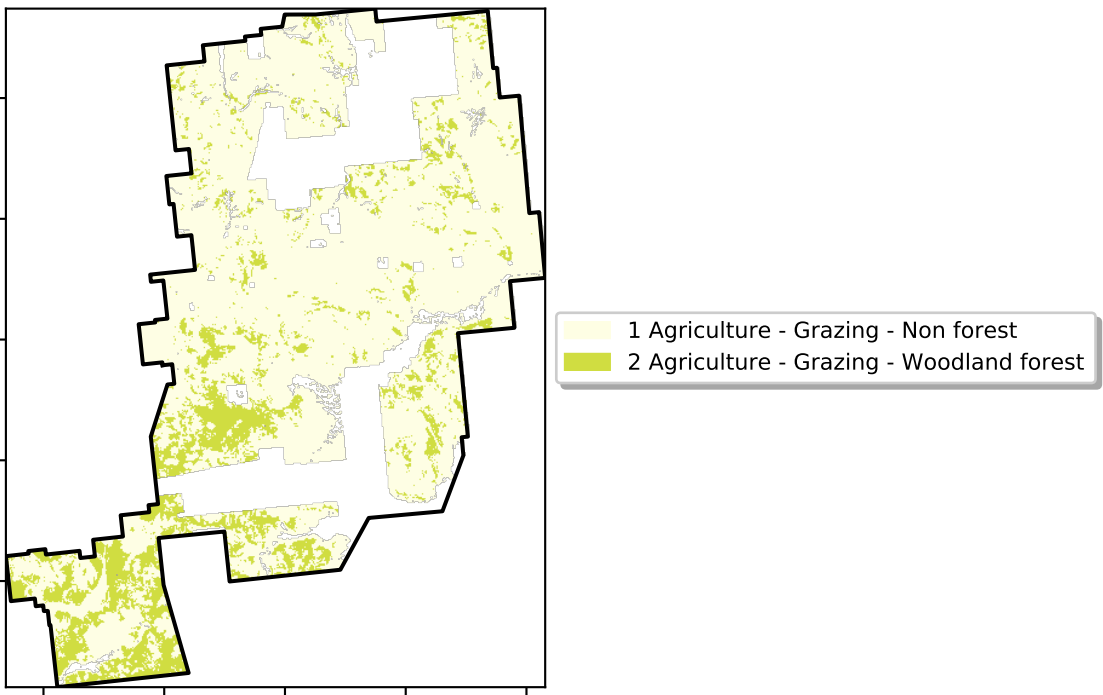 1 Agriculture - Grazing - Non forest
2 Agriculture - Grazing - Woodland forest